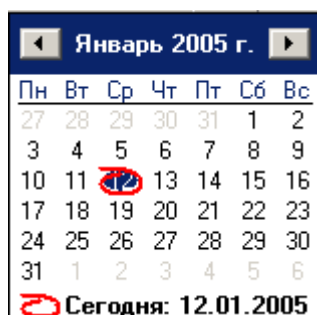 Январь 2005 г.
Пн Вт Ср Чт Пт Сб Вс
27 28 29 30 31 1 2
3 4 5 6 7 8 9
10 11 12 13 14 15 16
17 18 19 20 21 22 23
24 25 26 27 28 29 30
31 1 2 3 4 5 6
Сегодня: 12.01.2005